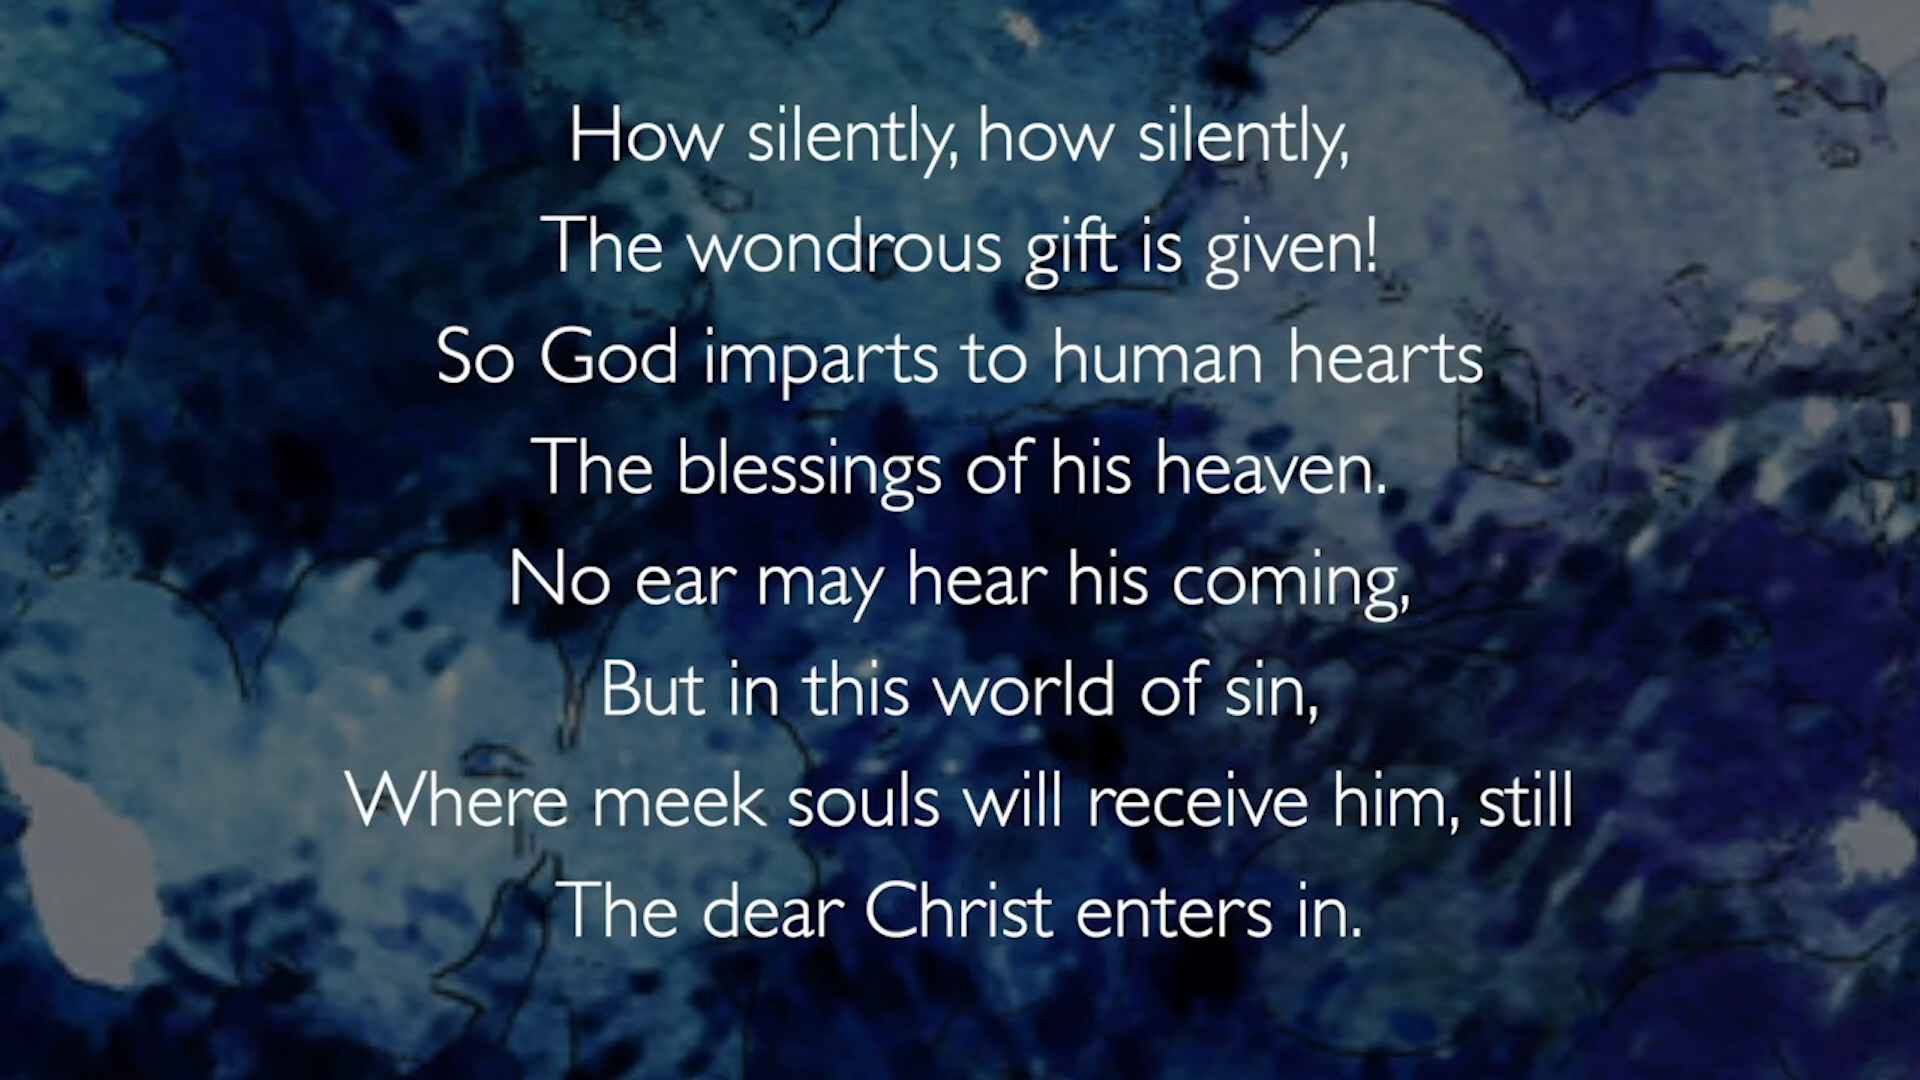 How silently, how silently,
The wondrous gift is given!
So God imparts to human hearts
The blessings of his heaven.
No ear may hear his coming,
But in this world of sin,
Where meek souls will receive him, still
The dear Christ enters in.